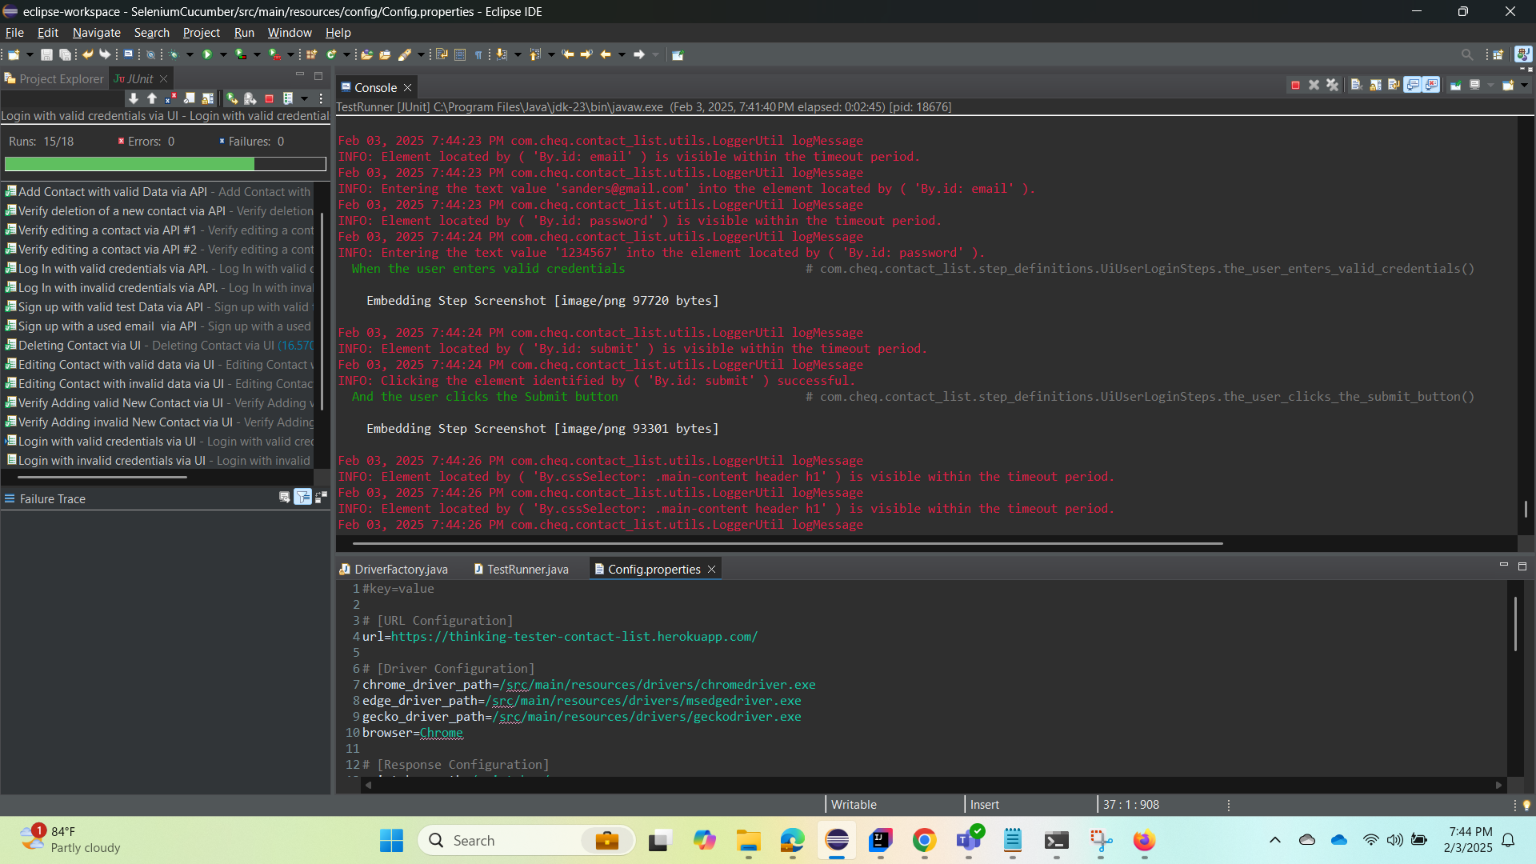 eclipse-workspace - SeleniumCucumber/src/main/resources/config/Config.properties - Eclipse IDE
File Edit Navigate Search Project Run Window Help
Project Explorer JUnit
Console
TestRunner [JUnit] C:\Program Files\Java\jdk-23\bin\javaw.exe (Feb 3, 2025, 7:41:40 PM elapsed: 0:02:45) [pid: 18676]
Login with valid credentials via UI - Login with valid credential
Runs: 15/18 Errors: 0 Failures: 0
Add Contact with valid Data via API - Add Contact with
Verify deletion of a new contact via API - Verify deletion
Verify editing a contact via API #1 - Verify editing a cont
Verify editing a contact via API #2 - Verify editing a cont
Log In with valid credentials via API. - Log In with valid c
Log In with invalid credentials via API. - Log In with inva
Sign up with valid test Data via API - Sign up with valid
Sign up with a used email via API - Sign up with a used
Deleting Contact via UI - Deleting Contact via UI (16.570
Editing Contact with valid data via UI - Editing Contact v
Editing Contact with invalid data via UI - Editing Contac
Verify Adding valid New Contact via UI - Verify Adding v
Verify Adding invalid New Contact via UI - Verify Adding
Login with valid credentials via UI - Login with valid cred
Login with invalid credentials via UI - Login with invalid
Failure Trace
Feb 03, 2025 7:44:23 PM com.cheq.contact_list.utils.LoggerUtil logMessage
INFO: Element located by ( 'By.id: email' ) is visible within the timeout period.
Feb 03, 2025 7:44:23 PM com.cheq.contact_list.utils.LoggerUtil logMessage
INFO: Entering the text value 'sanders@gmail.com' into the element located by ( 'By.id: email' ).
Feb 03, 2025 7:44:23 PM com.cheq.contact_list.utils.LoggerUtil logMessage
INFO: Element located by ( 'By.id: password' ) is visible within the timeout period.
Feb 03, 2025 7:44:24 PM com.cheq.contact_list.utils.LoggerUtil logMessage
INFO: Entering the text value '1234567' into the element located by ( 'By.id: password' ).
When the user enters valid credentials # com.cheq.contact_list.step_definitions.UiUserLoginSteps.the_user_enters_valid_credentials()
Embedding Step Screenshot [image/png 97720 bytes]
Feb 03, 2025 7:44:24 PM com.cheq.contact_list.utils.LoggerUtil logMessage
INFO: Element located by ( 'By.id: submit' ) is visible within the timeout period.
Feb 03, 2025 7:44:24 PM com.cheq.contact_list.utils.LoggerUtil logMessage
INFO: Clicking the element identified by ( 'By.id: submit' ) successful.
And the user clicks the Submit button # com.cheq.contact_list.step_definitions.UiUserLoginSteps.the_user_clicks_the_submit_button()
Embedding Step Screenshot [image/png 93301 bytes]
Feb 03, 2025 7:44:26 PM com.cheq.contact_list.utils.LoggerUtil logMessage
INFO: Element located by ( 'By.cssSelector: .main-content header h1' ) is visible within the timeout period.
Feb 03, 2025 7:44:26 PM com.cheq.contact_list.utils.LoggerUtil logMessage
INFO: Element located by ( 'By.cssSelector: .main-content header h1' ) is visible within the timeout period.
Feb 03, 2025 7:44:26 PM com.cheq.contact_list.utils.LoggerUtil logMessage
DriverFactory.java TestRunner.java Config.properties
1 #key=value
2
3 # [URL Configuration]
4 url=https://thinking-tester-contact-list.herokuapp.com/
5
6 # [Driver Configuration]
7 chrome_driver_path=/src/main/resources/drivers/chromedriver.exe
8 edge_driver_path=/src/main/resources/drivers/msedgedriver.exe
9 gecko_driver_path=/src/main/resources/drivers/geckodriver.exe
10 browser=Chrome
11
12 # [Response Configuration]
Writable Insert 37 : 1 : 908
1
84°F
Partly cloudy
Search
7:44 PM
2/3/2025